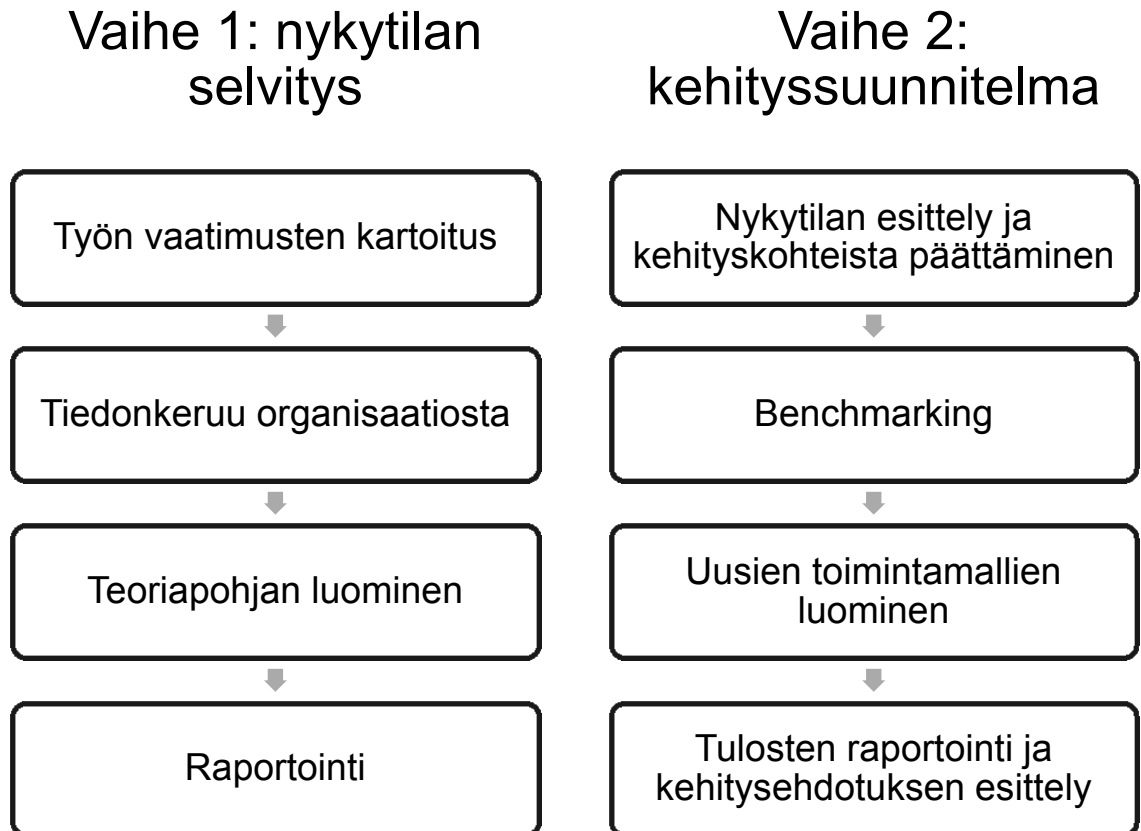 Vaihe 1: nykytilan
selvitys
Työn vaatimusten kartoitus
Tiedonkeruu organisaatiosta
Teoriapohjan luominen
Raportointi
Vaihe 2:
kehityssuunnitelma
Nykytilan esittely ja
kehityskohteista päättäminen
Benchmarking
Uusien toimintamallien
luominen
Tulosten raportointi ja
kehitysehdotuksen esittely